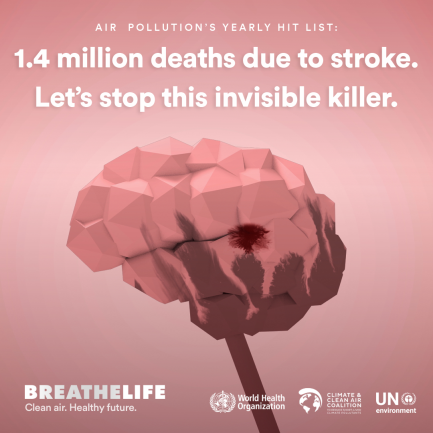 AIR POLLUTION'S YEARLY HIT LIST:
1.4 million deaths due to stroke.
Let's stop this invisible killer.
BREATHELIFE
Clean air. Healthy future.
World Health
Organization
CLIMATE &
CLEAN AIR
COALITION
UN
environment